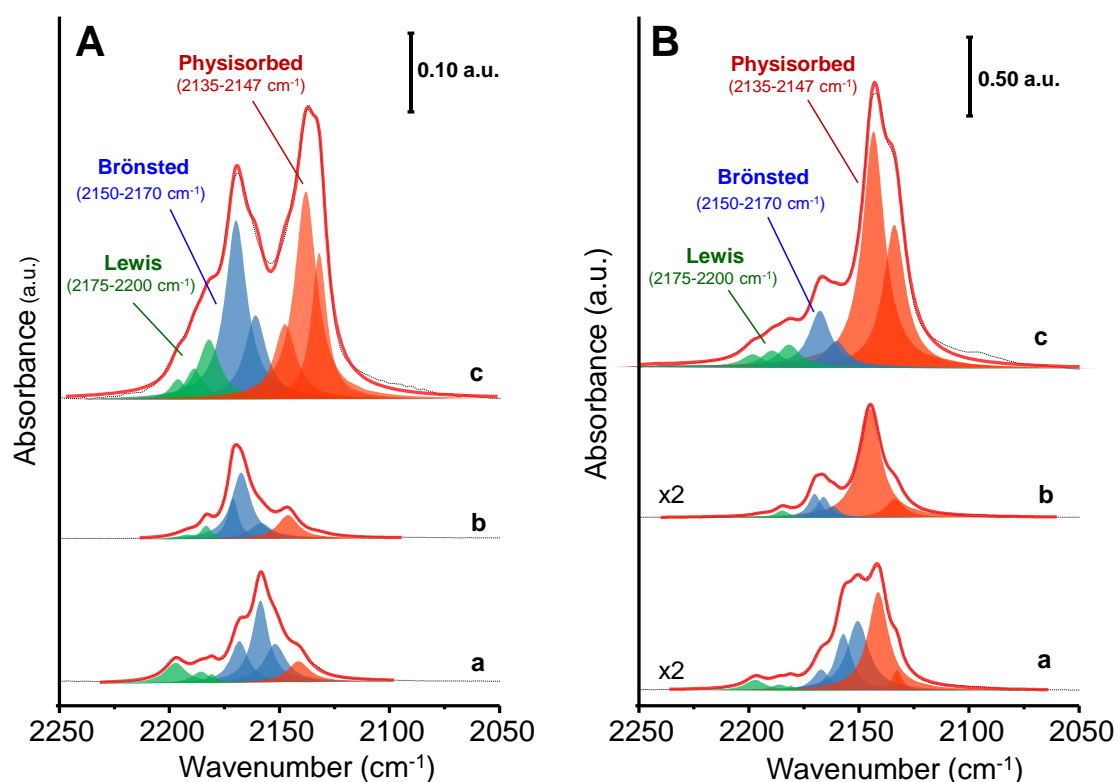 A
0.10 a.u.
Physisorbed
(2135-2147 cm⁻¹)
Brönsted
(2150-2170 cm⁻¹)
Lewis
(2175-2200 cm⁻¹)
c
b
a
Absorbance (a.u.)
2250 2200 2150 2100 2050
Wavenumber (cm⁻¹)
B
0.50 a.u.
Physisorbed
(2135-2147 cm⁻¹)
Brönsted
(2150-2170 cm⁻¹)
Lewis
(2175-2200 cm⁻¹)
c
x2
b
x2
a
Absorbance (a.u.)
2250 2200 2150 2100 2050
Wavenumber (cm⁻¹)